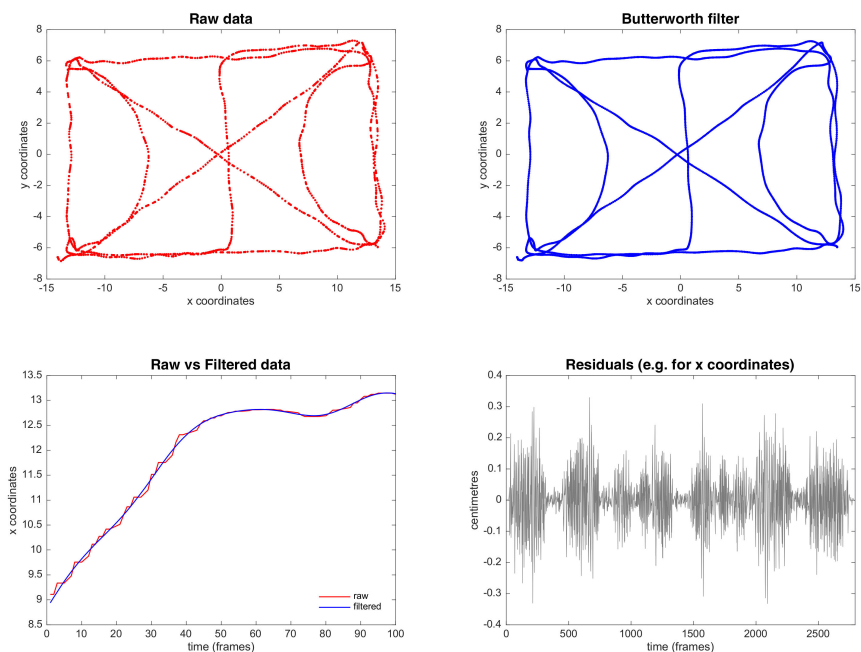 Raw data
8
6
4
2
0
-2
-4
-6
-8
y coordinates
-15 -10 -5 0 5 10 15
x coordinates
Butterworth filter
8
6
4
2
0
-2
-4
-6
-8
y coordinates
-15 -10 -5 0 5 10 15
x coordinates
Raw vs Filtered data
13.5
13
12.5
12
11.5
11
10.5
10
9.5
9
8.5
x coordinates
raw
filtered
0 10 20 30 40 50 60 70 80 90 100
time (frames)
Residuals (e.g. for x coordinates)
0.4
0.3
0.2
0.1
0
-0.1
-0.2
-0.3
-0.4
centimetres
0 500 1000 1500 2000 2500
time (frames)